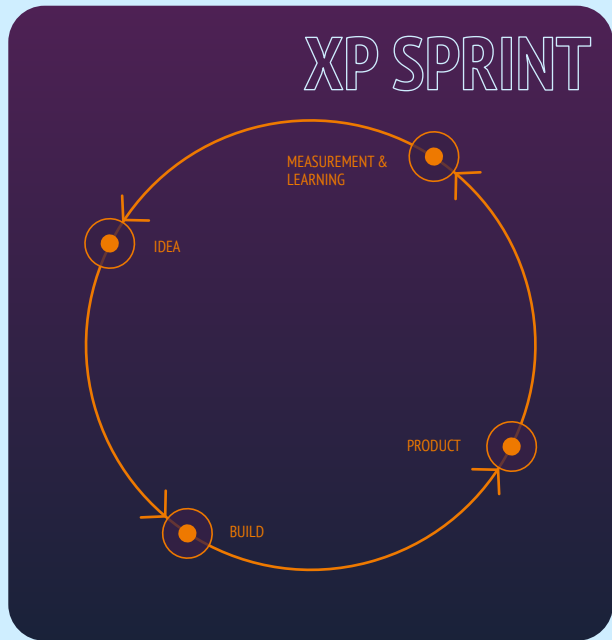 XP SPRINT
MEASUREMENT &
LEARNING
IDEA
PRODUCT
BUILD